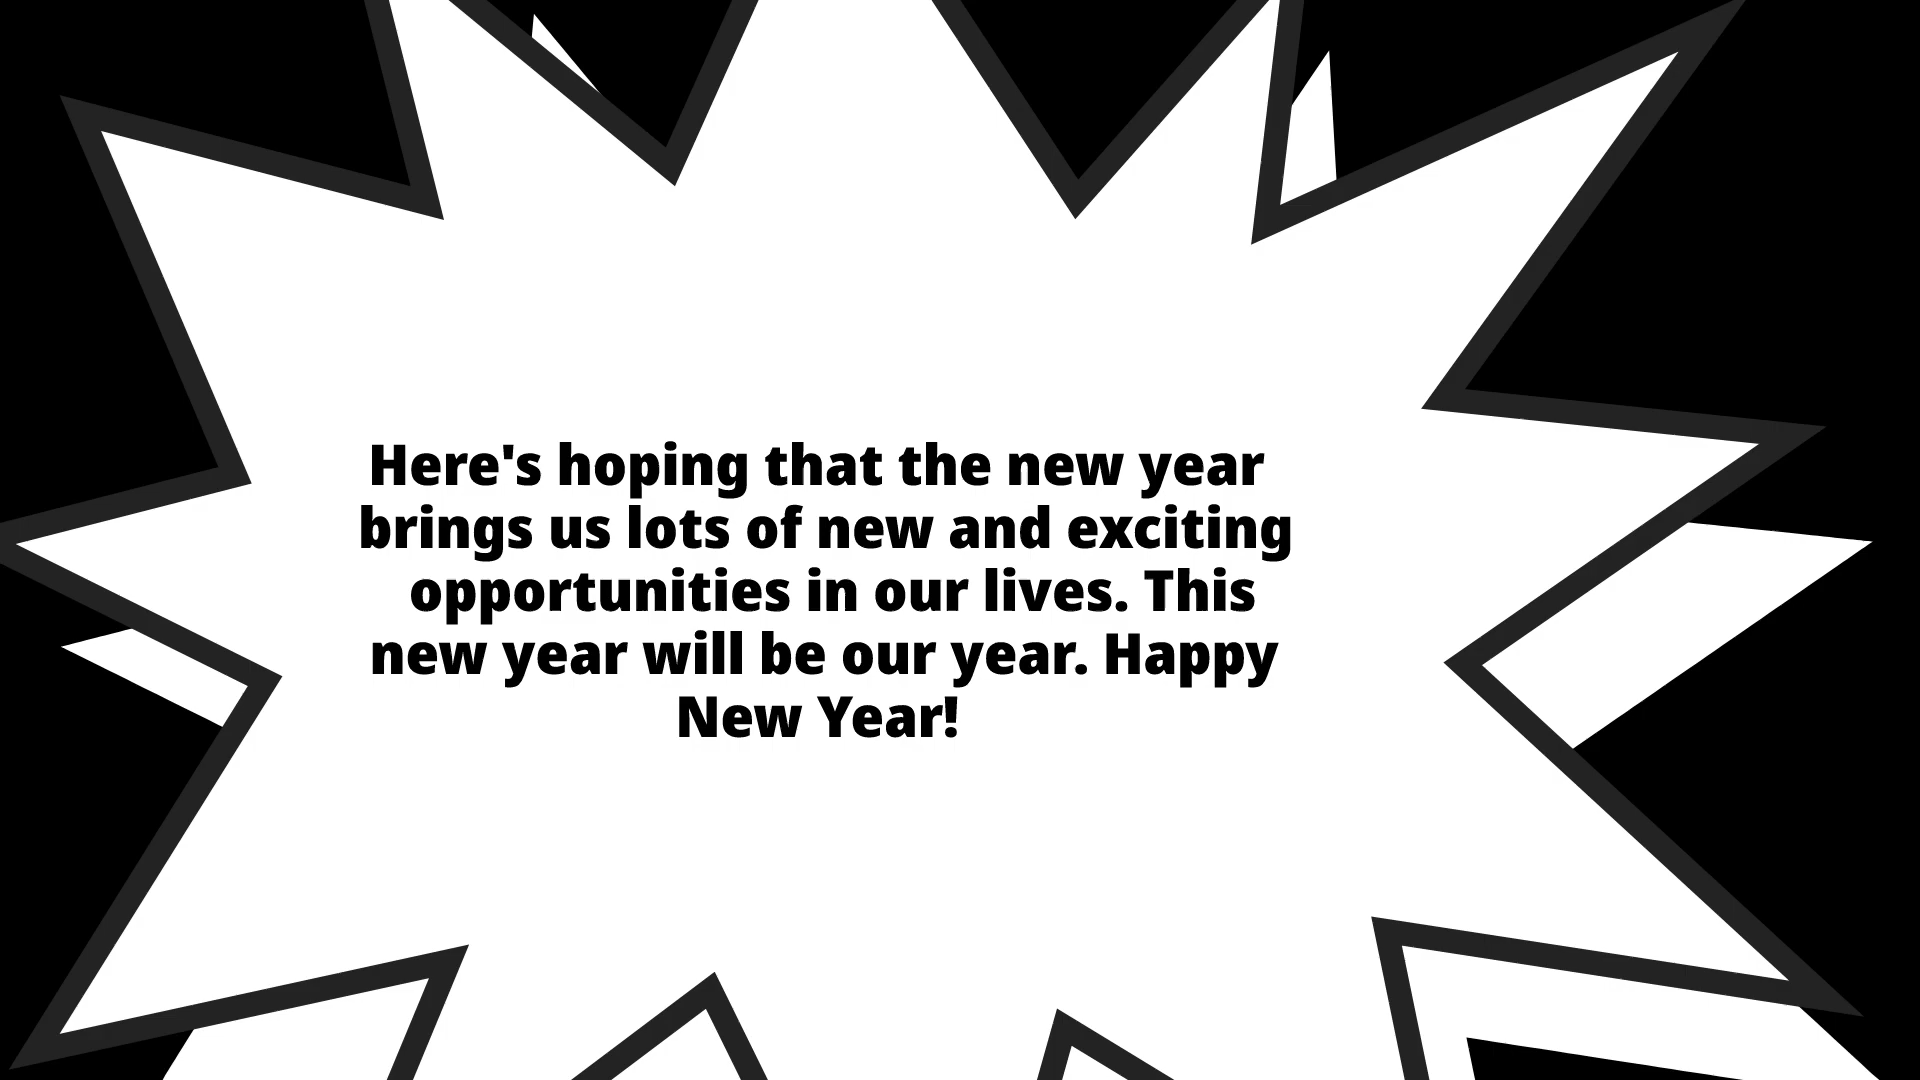 Here's hoping that the new year
brings us lots of new and exciting
opportunities in our lives. This
new year will be our year. Happy
New Year!